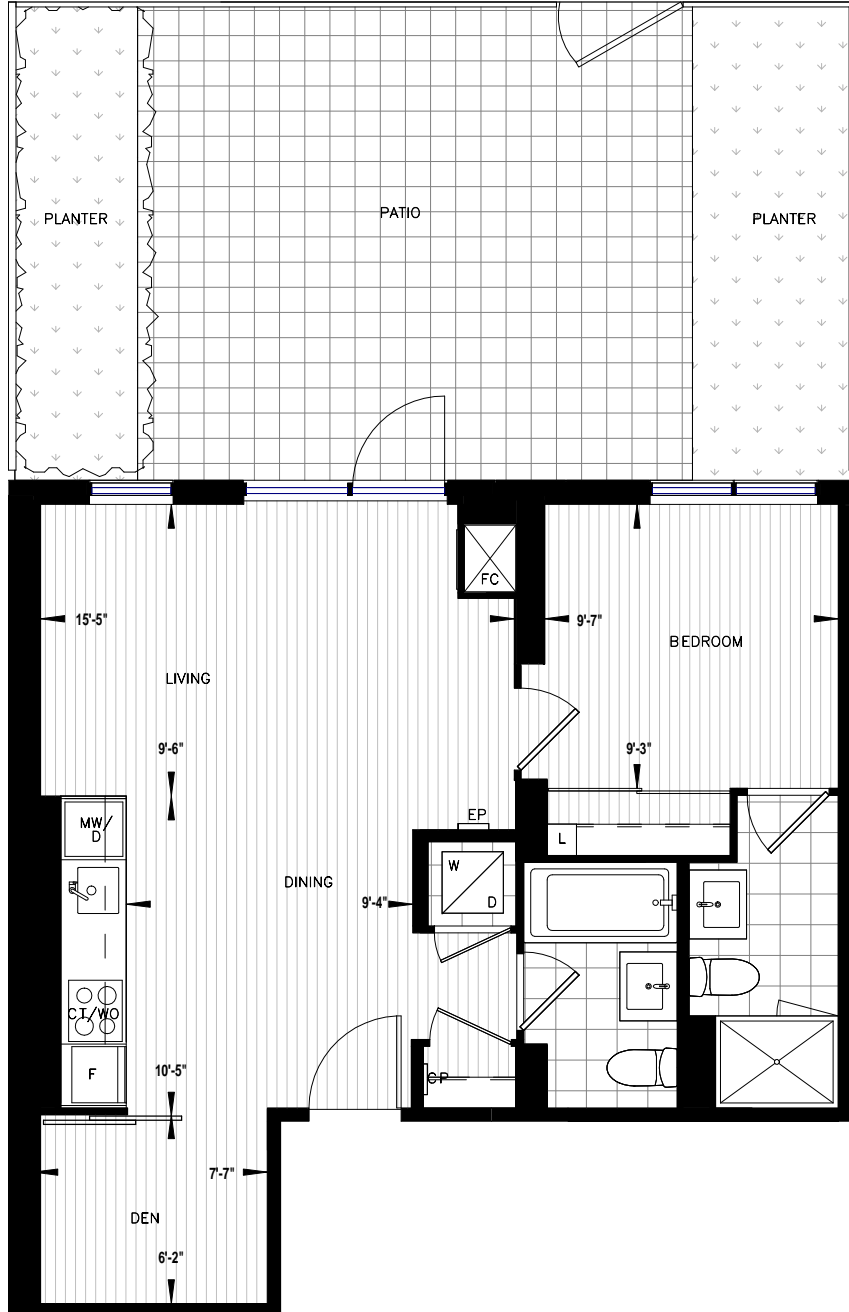 PLANTER
PATIO
PLANTER
FC
15'-5"
9'-7"
BEDROOM
LIVING
9'-6"
9'-3"
EP
MW/
D
L
W
D
DINING
9'-4"
CT/WO
F
10'-5"
CP
7'-7"
DEN
6'-2"